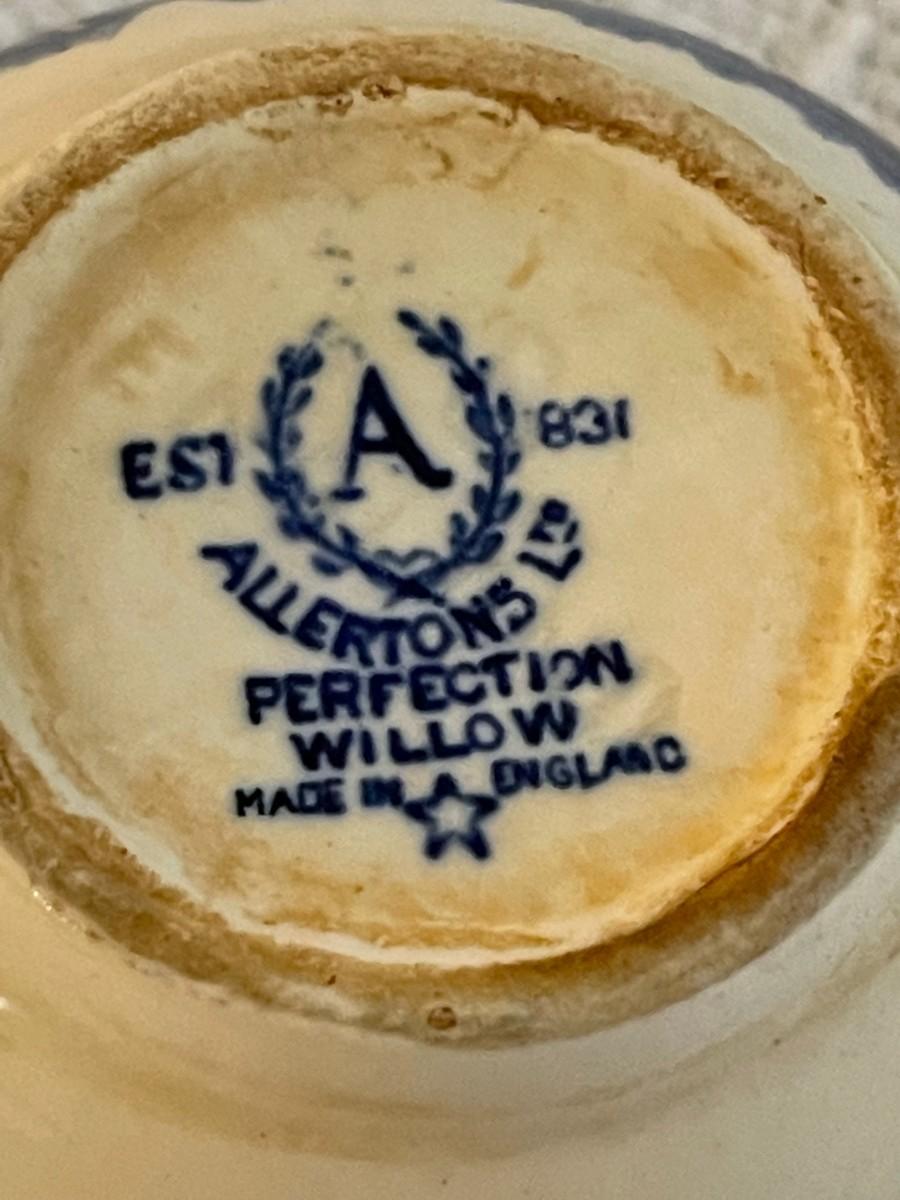 A
EST 831
ALLERTONS LTD
PERFECTION
WILLOW
MADE IN ENGLAND